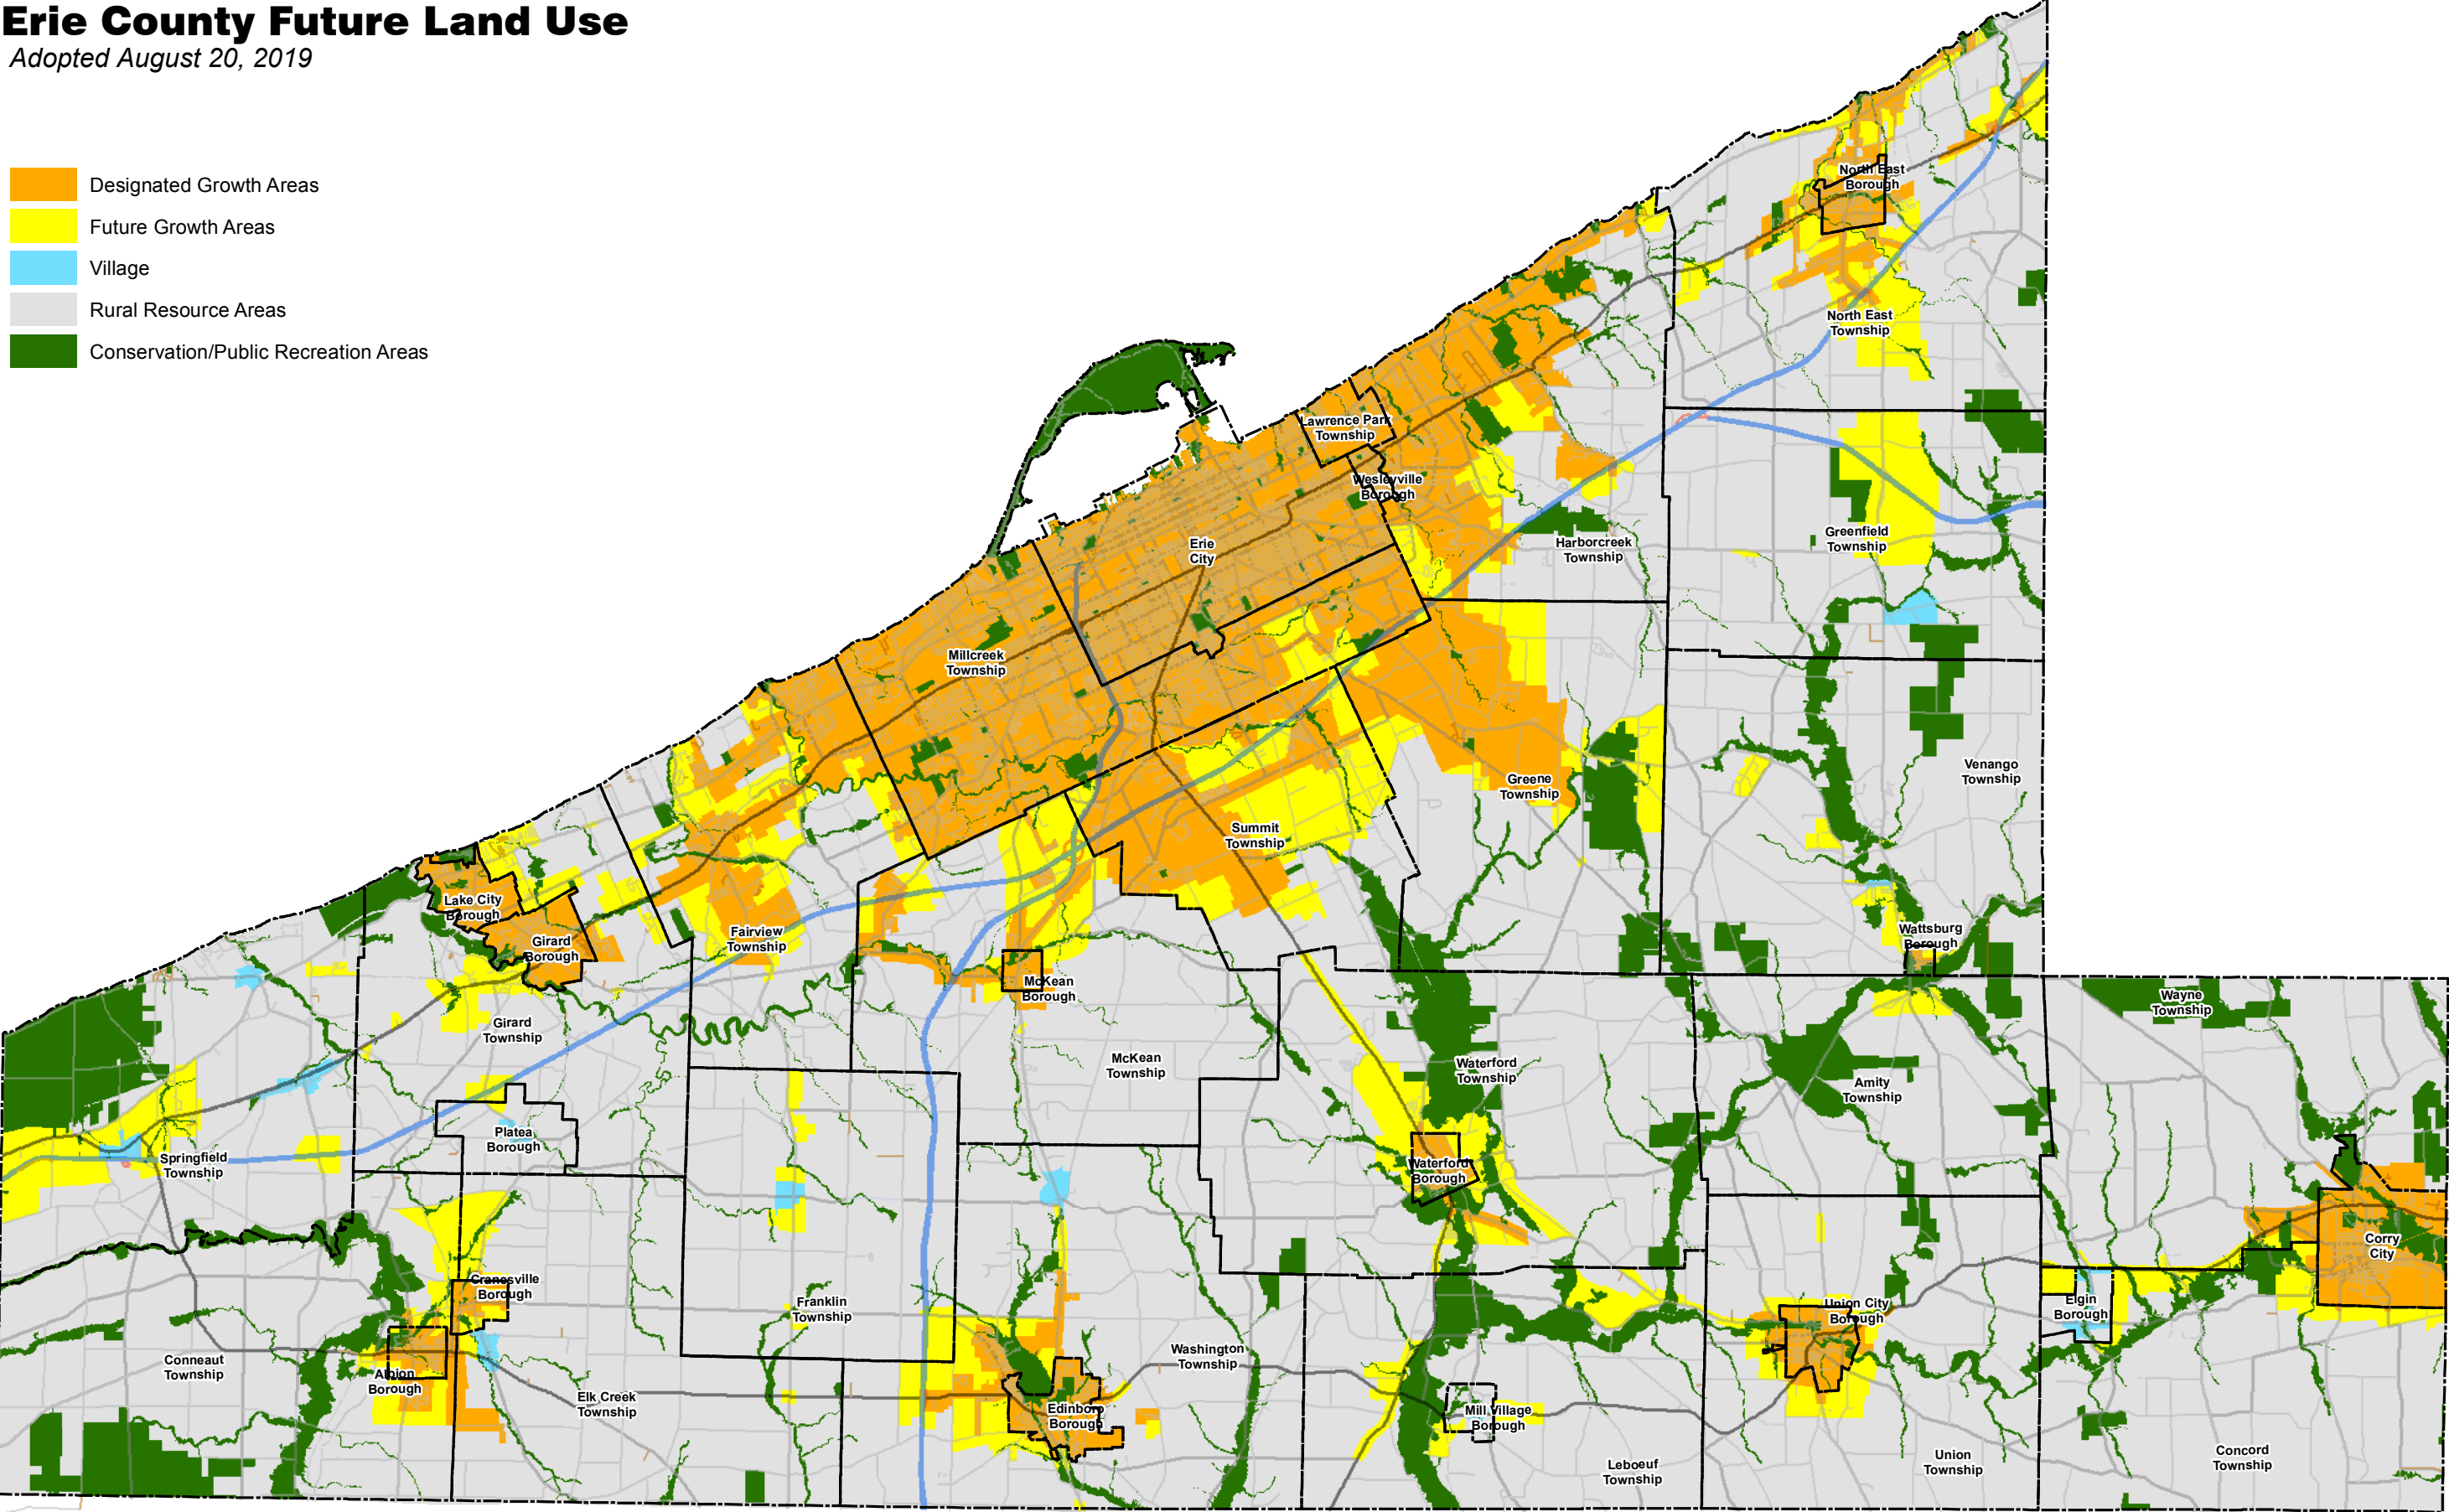 Erie County Future Land Use
Adopted August 20, 2019
Designated Growth Areas
Future Growth Areas
Village
Rural Resource Areas
Conservation/Public Recreation Areas
North East
Borough
North East
Township
Lawrence Park
Township
Wesleyville
Borough
Erie
City
Harborcreek
Township
Greenfield
Township
Millcreek
Township
Greene
Township
Venango
Township
Summit
Township
Lake City
Borough
Girard
Borough
Fairview
Township
Wattsburg
Borough
McKean
Borough
Wayne
Township
Girard
Township
McKean
Township
Waterford
Township
Amity
Township
Platea
Borough
Springfield
Township
Waterford
Borough
Corry
City
Cranesville
Borough
Franklin
Township
Union City
Borough
Elgin
Borough
Conneaut
Township
Albion
Borough
Elk Creek
Township
Washington
Township
Edinboro
Borough
Mill Village
Borough
Leboeuf
Township
Union
Township
Concord
Township